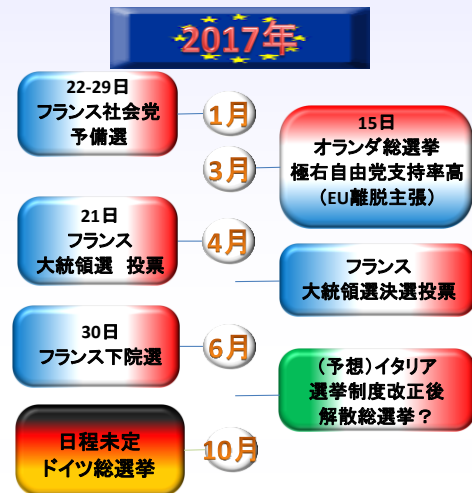 2017年
22-29日
フランス社会党
予備選
1月
15日
オランダ総選挙
極右自由党支持率高
（EU離脱主張）
3月
21日
フランス
大統領選　投票
4月
フランス
大統領選決選投票
30日
フランス下院選
6月
（予想）イタリア
選挙制度改正後
解散総選挙？
日程未定
ドイツ総選挙
10月